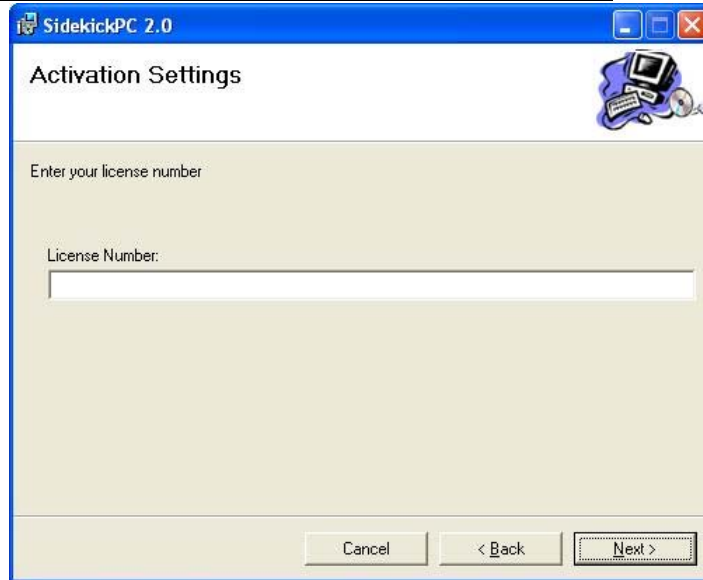 SidekickPC 2.0
Activation Settings
Enter your license number
License Number:
Cancel
< Back
Next >